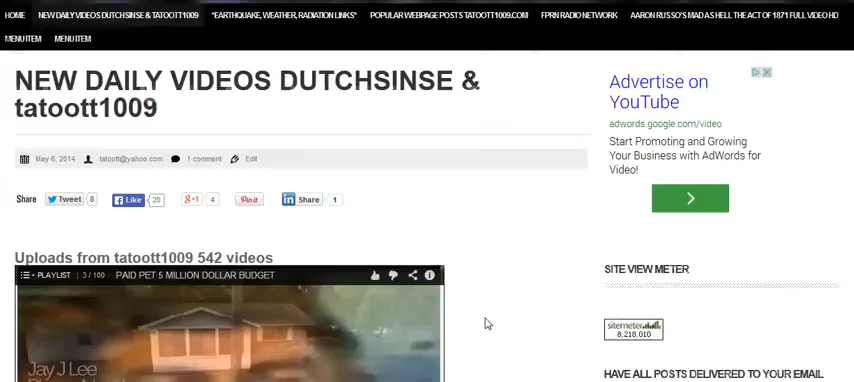 HOME NEW DAILY VIDEOS DUTCHSINSE & TATOOTT1009 "EARTHQUAKE, WEATHER, RADIATION LINKS" POPULAR WEBPAGE POSTS TATOOTT1009.COM FPRN RADIO NETWORK AARON RUSSO'S MAD AS HELL THE ACT OF 1871 FULL VIDEO HD
MENU ITEM MENU ITEM
NEW DAILY VIDEOS DUTCHSINSE &
tatoott1009
May 6, 2014 tatoott@yahoo.com 1 comment Edit
Share Tweet 8 Like 20 g+1 4 Pin it in Share 1
Uploads from tatoott1009 542 videos
PLAYLIST 3 / 100 PAID PET 5 MILLION DOLLAR BUDGET
Jay J Lee
Advertise on
YouTube
adwords.google.com/video
Start Promoting and Growing
Your Business with AdWords for
Video!
SITE VIEW METER
sitemeter
8,218,010
HAVE ALL POSTS DELIVERED TO YOUR EMAIL